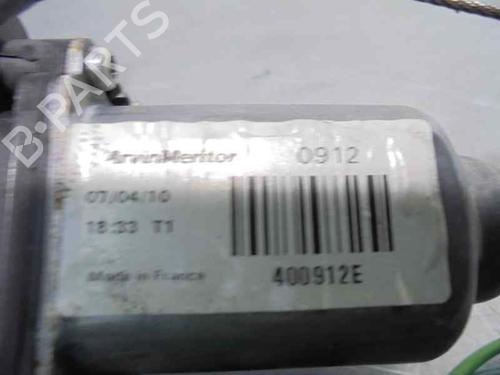 B-PARTS
ArvinMeritor 0912
07/04/10
18:33 T1
Made in France
400912E